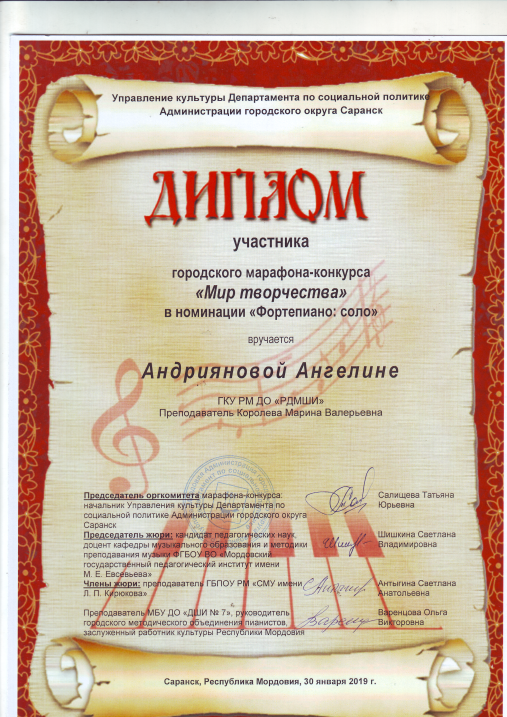 Управление культуры Департамента по социальной политике
Администрации городского округа Саранск
ДИПЛОМ
участника
городского марафона-конкурса
«Мир творчества»
в номинации «Фортепиано: соло»
вручается
Андрияновой Ангелине
ГКУ РМ ДО «РДМШИ»
Преподаватель Королева Марина Валерьевна
Председатель оргкомитета марафона-конкурса:
начальник Управления культуры Департамента по
социальной политике Администрации городского округа
Саранск
Салищева Татьяна
Юрьевна
Председатель жюри: кандидат педагогических наук,
доцент кафедры музыкального образования и методики
преподавания музыки ФГБОУ ВО «Мордовский
государственный педагогический институт имени
М. Е. Евсевьева»
Шишкина Светлана
Владимировна
Члены жюри: преподаватель ГБПОУ РМ «СМУ имени
Л. П. Кирюкова»
Антыгина Светлана
Анатольевна
Преподаватель МБУ ДО «ДШИ № 7», руководитель
городского методического объединения пианистов,
заслуженный работник культуры Республики Мордовия
Варенцова Ольга
Викторовна
Саранск, Республика Мордовия, 30 января 2019 г.